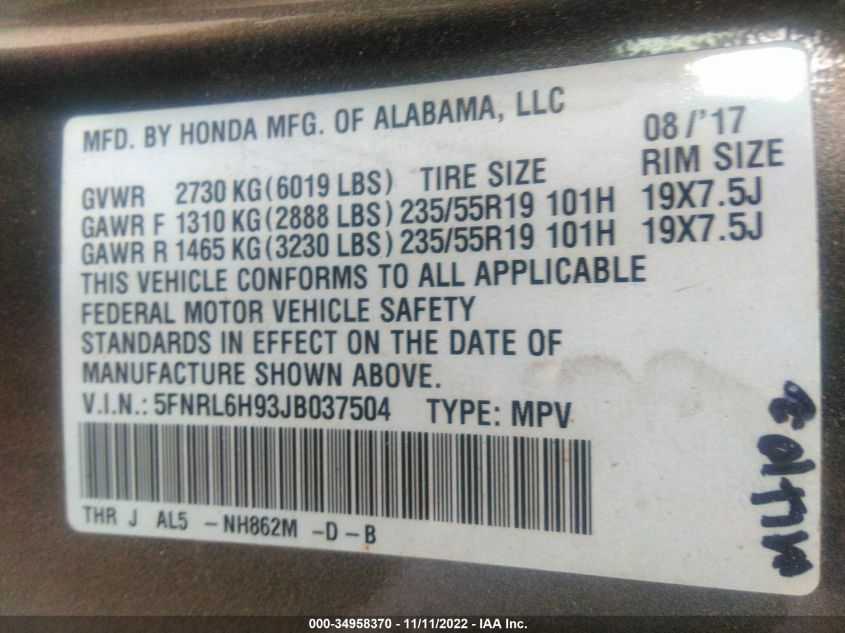 MFD. BY HONDA MFG. OF ALABAMA, LLC 08/'17
GVWR 2730 KG(6019 LBS) TIRE SIZE RIM SIZE
GAWR F 1310 KG(2888 LBS) 235/55R19 101H 19X7.5J
GAWR R 1465 KG(3230 LBS) 235/55R19 101H 19X7.5J
THIS VEHICLE CONFORMS TO ALL APPLICABLE
FEDERAL MOTOR VEHICLE SAFETY
STANDARDS IN EFFECT ON THE DATE OF
MANUFACTURE SHOWN ABOVE.
V.I.N.: 5FNRL6H93JB037504 TYPE: MPV
THR J AL5 -NH862M -D-B
000-34958370 - 11/11/2022 - IAA Inc.